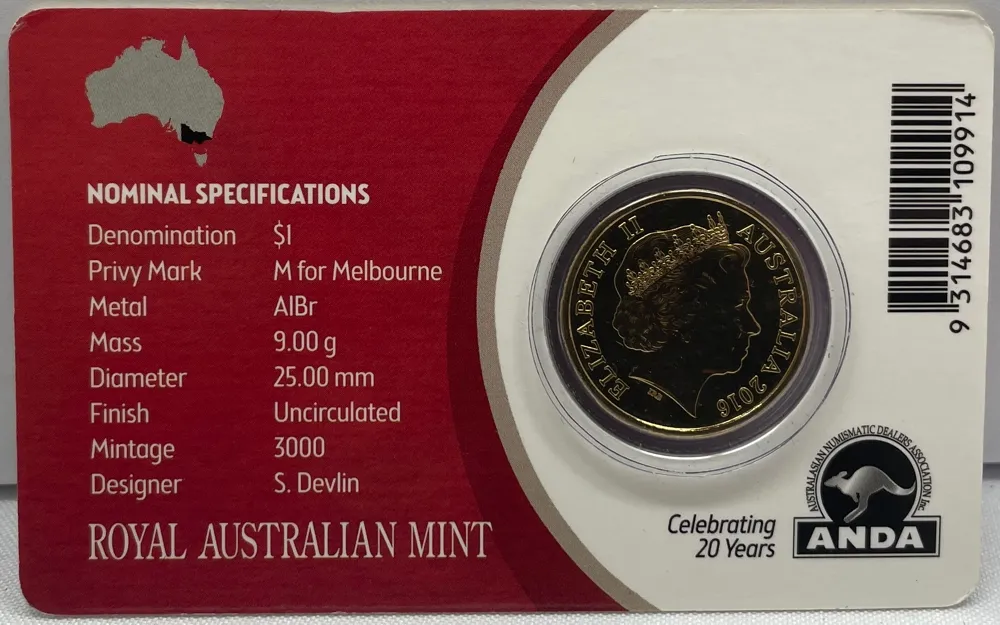 NOMINAL SPECIFICATIONS
Denomination $1
Privy Mark M for Melbourne
Metal AlBr
Mass 9.00 g
Diameter 25.00 mm
Finish Uncirculated
Mintage 3000
Designer S. Devlin
ROYAL AUSTRALIAN MINT
ELIZABETH II AUSTRALIA 2016
IRB
9 314683 109914
Celebrating
20 Years
AUSTRALASIAN NUMISMATIC DEALERS ASSOCIATION Inc.
ANDA